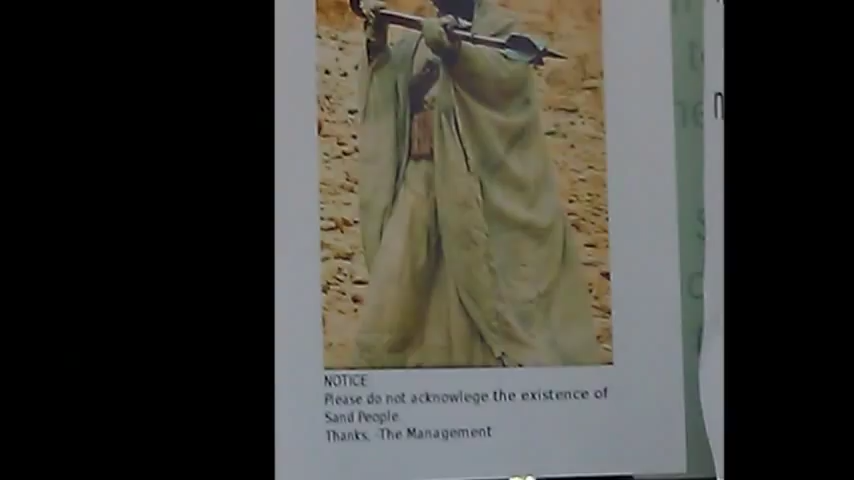 NOTICE
Please do not acknowlege the existence of
Sand People.
Thanks, -The Management